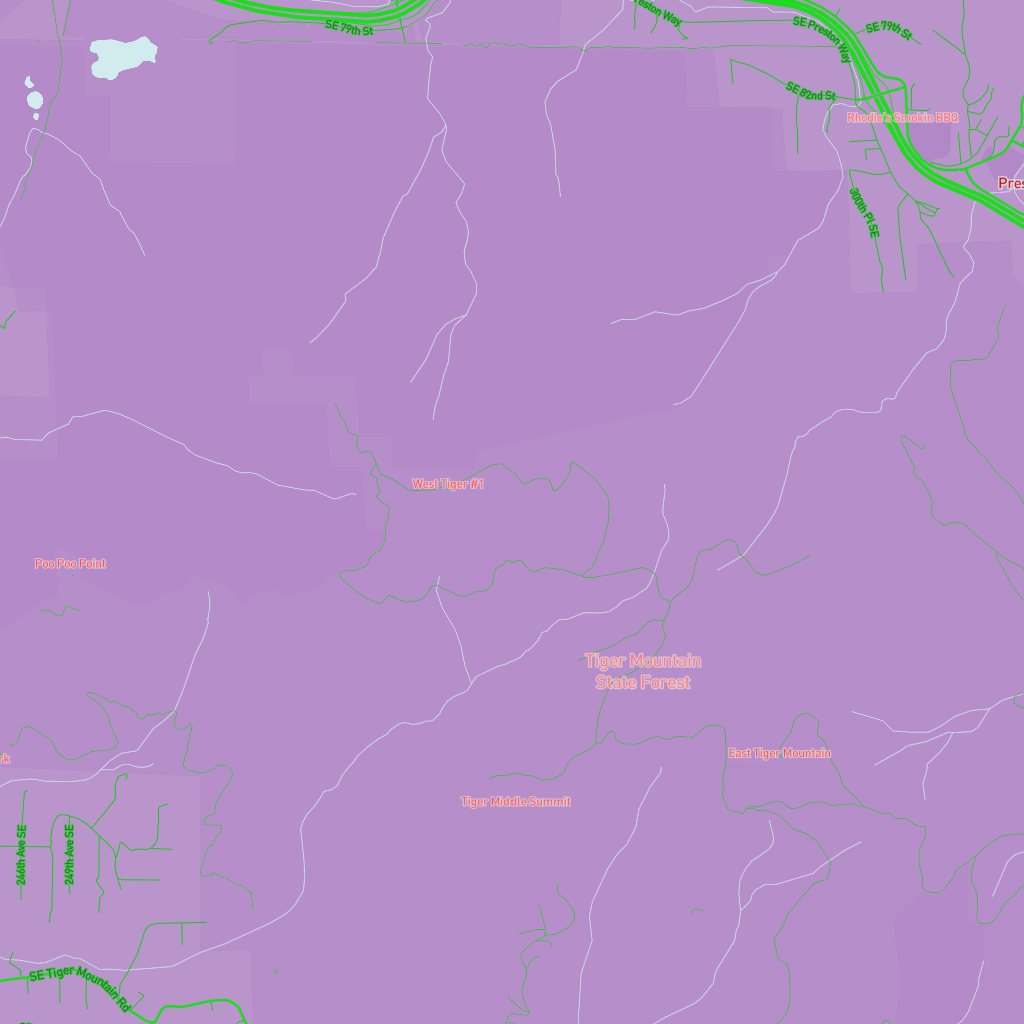 SE 79th St
Preston Way
SE Preston Way
SE 79th St
SE 82nd St
Rhodie's Smokin BBQ
Pres
300th Pl SE
West Tiger #1
Poo Poo Point
Tiger Mountain
State Forest
East Tiger Mountain
rk
Tiger Middle Summit
246th Ave SE
249th Ave SE
SE Tiger Mountain Rd